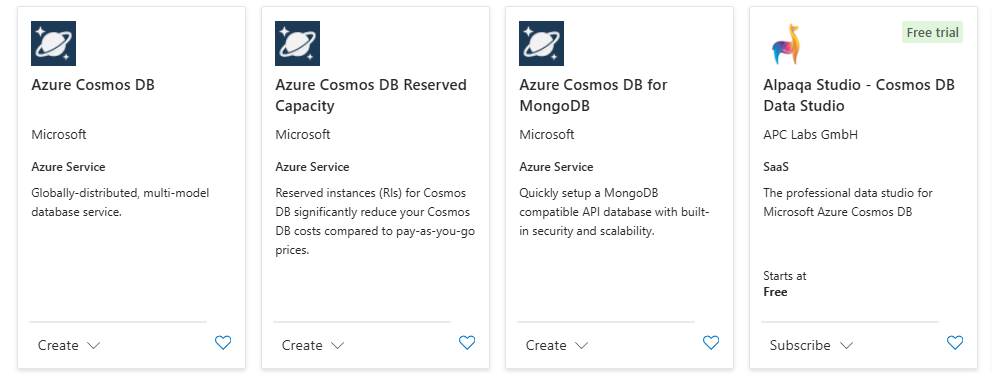 Azure Cosmos DB
Microsoft
Azure Service
Globally-distributed, multi-model
database service.
Create
Azure Cosmos DB Reserved
Capacity
Microsoft
Azure Service
Reserved instances (RIs) for Cosmos
DB significantly reduce your Cosmos
DB costs compared to pay-as-you-go
prices.
Create
Azure Cosmos DB for
MongoDB
Microsoft
Azure Service
Quickly setup a MongoDB
compatible API database with built-
in security and scalability.
Create
Free trial
Alpaqa Studio - Cosmos DB
Data Studio
APC Labs GmbH
SaaS
The professional data studio for
Microsoft Azure Cosmos DB
Starts at
Free
Subscribe